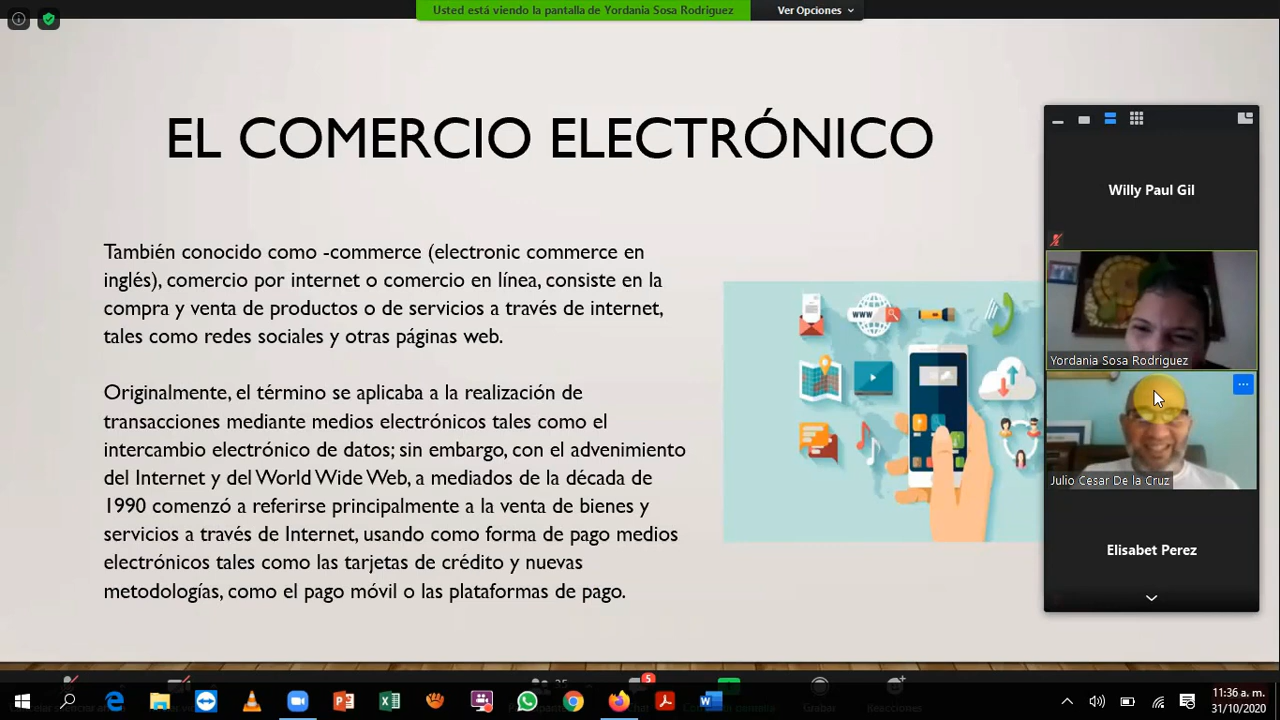 Usted está viendo la pantalla de Yordania Sosa Rodriguez
Ver Opciones
EL COMERCIO ELECTRÓNICO
También conocido como -commerce (electronic commerce en
inglés), comercio por internet o comercio en línea, consiste en la
compra y venta de productos o de servicios a través de internet,
tales como redes sociales y otras páginas web.
Originalmente, el término se aplicaba a la realización de
transacciones mediante medios electrónicos tales como el
intercambio electrónico de datos; sin embargo, con el advenimiento
del Internet y del World Wide Web, a mediados de la década de
1990 comenzó a referirse principalmente a la venta de bienes y
servicios a través de Internet, usando como forma de pago medios
electrónicos tales como las tarjetas de crédito y nuevas
metodologías, como el pago móvil o las plataformas de pago.
WWW
Willy Paul Gil
Yordania Sosa Rodriguez
Julio Cesar De la Cruz
Elisabet Perez
5
Grabar
Reacciones
11:36 a. m.
31/10/2020